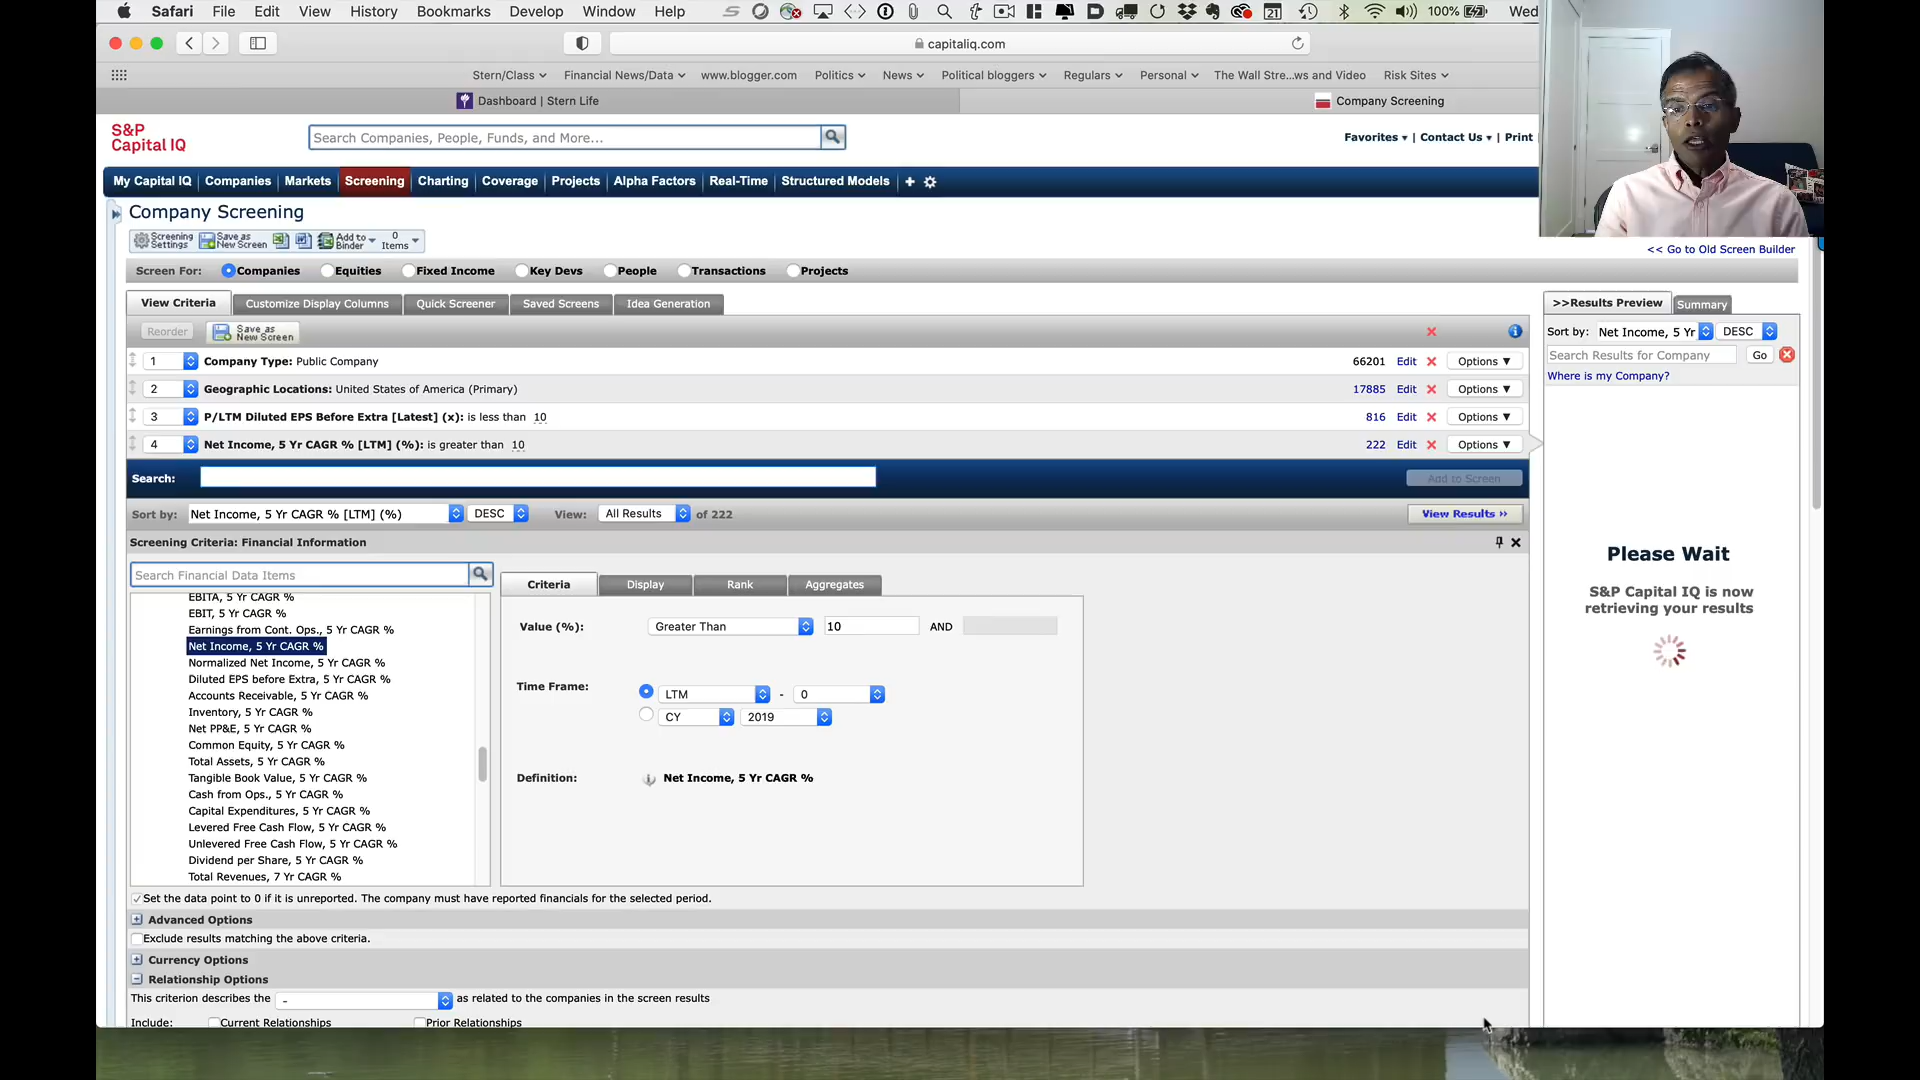 Safari File Edit View History Bookmarks Develop Window Help 21 100% Wed
capitaliq.com
Stern/Class Financial News/Data www.blogger.com Politics News Political bloggers Regulars Personal The Wall Stre...ws and Video Risk Sites
Dashboard | Stern Life Company Screening
S&P
Capital IQ
Search Companies, People, Funds, and More...
Favorites | Contact Us | Print
My Capital IQ Companies Markets Screening Charting Coverage Projects Alpha Factors Real-Time Structured Models
Company Screening
Screening Settings Save as New Screen Add to Binder 0 Items
<< Go to Old Screen Builder
Screen For: Companies Equities Fixed Income Key Devs People Transactions Projects
View Criteria Customize Display Columns Quick Screener Saved Screens Idea Generation
>>Results Preview Summary
Reorder Save as New Screen
Sort by: Net Income, 5 Yr DESC
Search Results for Company Go
Where is my Company?
1 Company Type: Public Company 66201 Edit Options ▼
2 Geographic Locations: United States of America (Primary) 17885 Edit Options ▼
3 P/LTM Diluted EPS Before Extra [Latest] (x): is less than 10 816 Edit Options ▼
4 Net Income, 5 Yr CAGR % [LTM] (%): is greater than 10 222 Edit Options ▼
Search: Add to Screen
Sort by: Net Income, 5 Yr CAGR % [LTM] (%) DESC View: All Results of 222 View Results »
Screening Criteria: Financial Information
Please Wait
S&P Capital IQ is now
retrieving your results
Search Financial Data Items
Criteria Display Rank Aggregates
EBITA, 5 Yr CAGR %
EBIT, 5 Yr CAGR %
Earnings from Cont. Ops., 5 Yr CAGR %
Net Income, 5 Yr CAGR %
Normalized Net Income, 5 Yr CAGR %
Diluted EPS before Extra, 5 Yr CAGR %
Accounts Receivable, 5 Yr CAGR %
Inventory, 5 Yr CAGR %
Net PP&E, 5 Yr CAGR %
Common Equity, 5 Yr CAGR %
Total Assets, 5 Yr CAGR %
Tangible Book Value, 5 Yr CAGR %
Cash from Ops., 5 Yr CAGR %
Capital Expenditures, 5 Yr CAGR %
Levered Free Cash Flow, 5 Yr CAGR %
Unlevered Free Cash Flow, 5 Yr CAGR %
Dividend per Share, 5 Yr CAGR %
Total Revenues, 7 Yr CAGR %
Value (%): Greater Than 10 AND
Time Frame: LTM - 0
CY 2019
Definition: Net Income, 5 Yr CAGR %
Set the data point to 0 if it is unreported. The company must have reported financials for the selected period.
Advanced Options
Exclude results matching the above criteria.
Currency Options
Relationship Options
This criterion describes the - as related to the companies in the screen results
Include: Current Relationships Prior Relationships